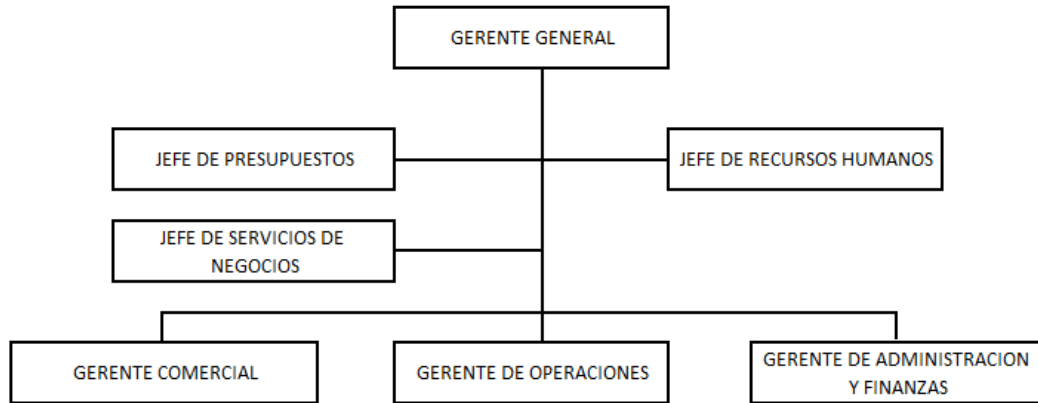 GERENTE GENERAL
JEFE DE PRESUPUESTOS
JEFE DE RECURSOS HUMANOS
JEFE DE SERVICIOS DE
NEGOCIOS
GERENTE COMERCIAL
GERENTE DE OPERACIONES
GERENTE DE ADMINISTRACION
Y FINANZAS